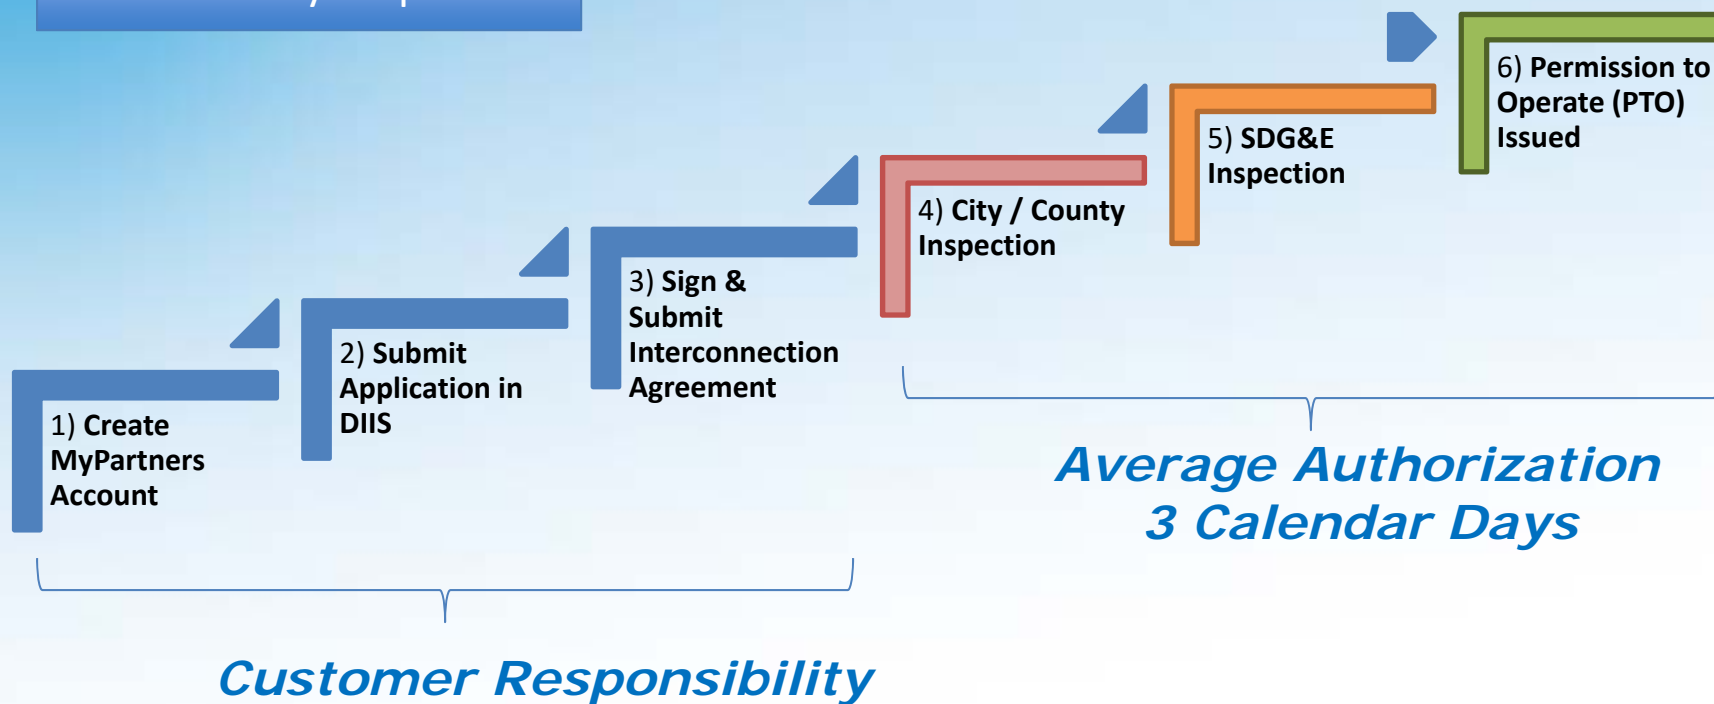 1) Create
MyPartners
Account
2) Submit
Application in
DIIS
3) Sign &
Submit
Interconnection
Agreement
4) City / County
Inspection
5) SDG&E
Inspection
6) Permission to
Operate (PTO)
Issued
Average Authorization
3 Calendar Days
Customer Responsibility